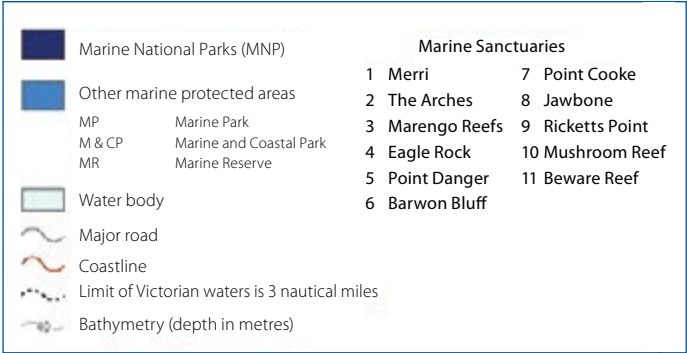 Marine National Parks (MNP)
Other marine protected areas
MP Marine Park
M & CP Marine and Coastal Park
MR Marine Reserve
Water body
Major road
Coastline
Limit of Victorian waters is 3 nautical miles
Bathymetry (depth in metres)
Marine Sanctuaries
1 Merri
2 The Arches
3 Marengo Reefs
4 Eagle Rock
5 Point Danger
6 Barwon Bluff
7 Point Cooke
8 Jawbone
9 Ricketts Point
10 Mushroom Reef
11 Beware Reef